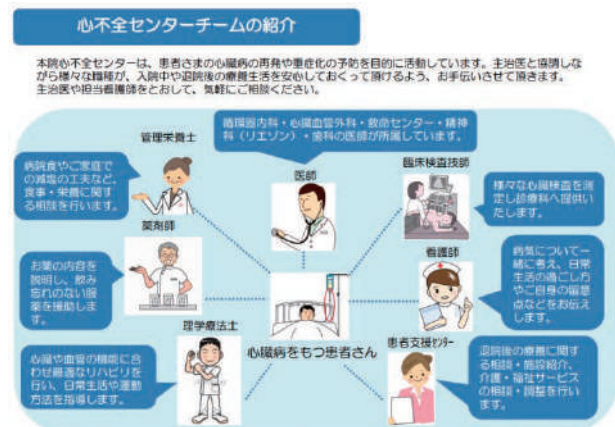 心不全センターチームの紹介
本院心不全センターは、患者さまの心臓病の再発や重症化の予防を目的に活動しています。主治医と協議しな
がら様々な職種が、入院中や退院後の療養生活を安心しておくって頂けるよう、お手伝いさせて頂きます。
主治医や担当看護師をとおして、気軽にご相談ください。
循環器内科・心臓血管外科・救命センター・精神
科（リエゾン）・歯科の医師が所属しています。
管理栄養士
病院食やご家庭で
の減塩の工夫など、
食事・栄養に関す
る相談を行います。
医師
臨床検査技師
様々な心臓検査を測
定し診療科へ提供い
たします。
薬剤師
お薬の内容を
説明し、飲み
忘れのない服
薬を援助します。
看護師
病気について一
緒に考え、日常
生活の過ごし方
やご自身の留意
点などをお伝え
します。
理学療法士
心臓や血管の機能に合
わせ最適なリハビリを
行い、日常生活や運動
方法を指導します。
心臓病をもつ患者さん
患者支援センター
退院後の療養に関す
る相談・施設紹介、
介護・福祉サービス
の相談・調整を行い
ます。